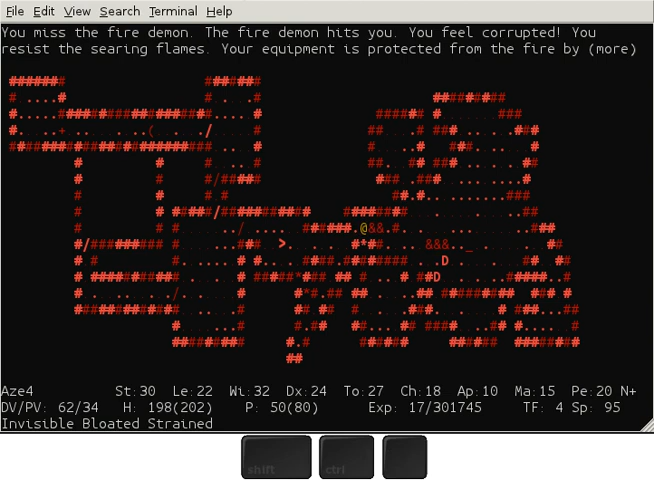 File Edit View Search Terminal Help
You miss the fire demon. The fire demon hits you. You feel corrupted! You
resist the searing flames. Your equipment is protected from the fire by (more)
Aze4 St:30 Le:22 Wi:32 Dx:24 To:27 Ch:18 Ap:10 Ma:15 Pe:20 N+
DV/PV: 62/34 H: 198(202) P: 50(80) Exp: 17/301745 TF: 4 Sp: 95
Invisible Bloated Strained
shift ctrl